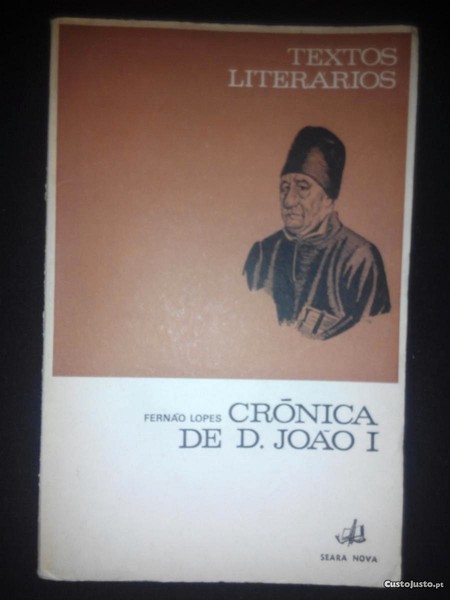 TEXTOS
LITERARIOS
FERNÃO LOPES CRÓNICA
DE D. JOÃO I
SEARA NOVA
CustoJusto.pt